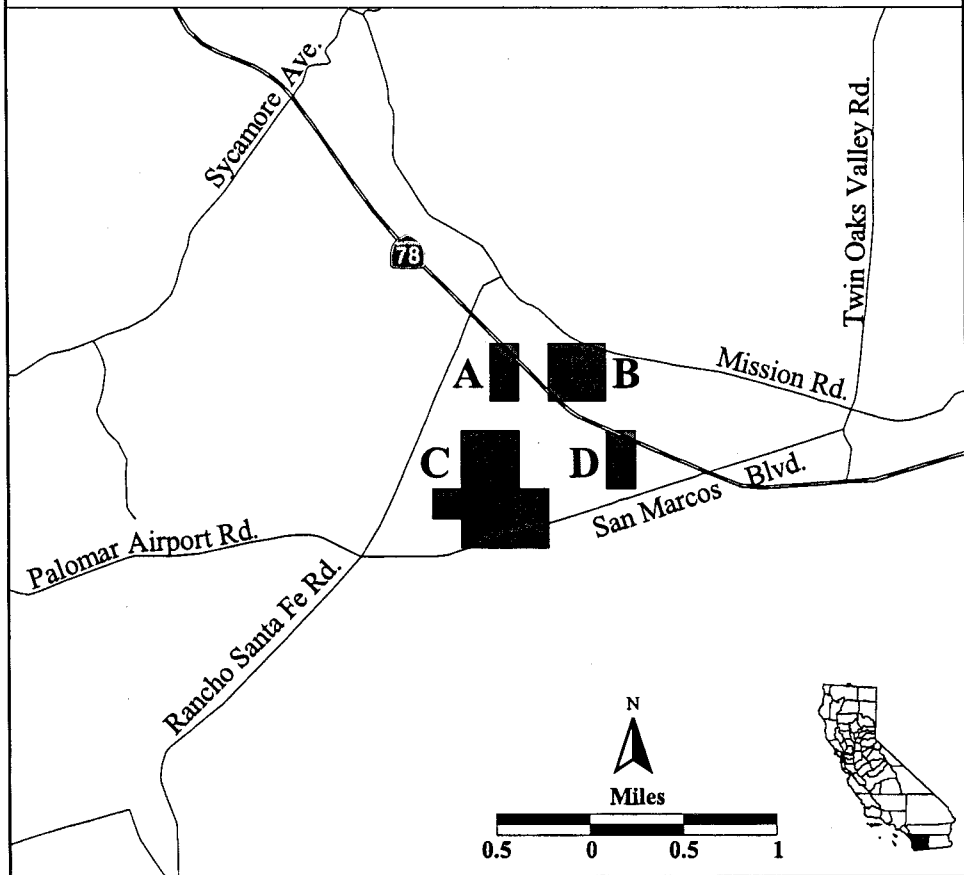 Sycamore Ave.
Twin Oaks Valley Rd.
78
A
B
Mission Rd.
C
D
San Marcos Blvd.
Palomar Airport Rd.
Rancho Santa Fe Rd.
N
Miles
0.5 0 0.5 1